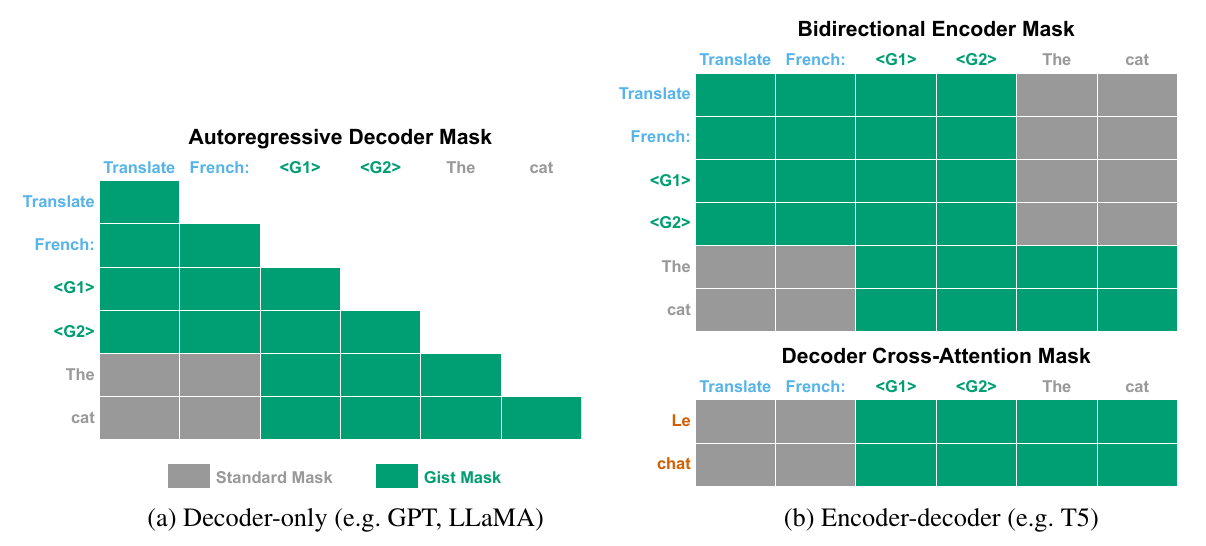 Autoregressive Decoder Mask
Translate French: <G1> <G2> The cat
Translate
French:
<G1>
<G2>
The
cat
Standard Mask Gist Mask
(a) Decoder-only (e.g. GPT, LLaMA)
Bidirectional Encoder Mask
Translate French: <G1> <G2> The cat
Translate
French:
<G1>
<G2>
The
cat
Decoder Cross-Attention Mask
Translate French: <G1> <G2> The cat
Le
chat
(b) Encoder-decoder (e.g. T5)